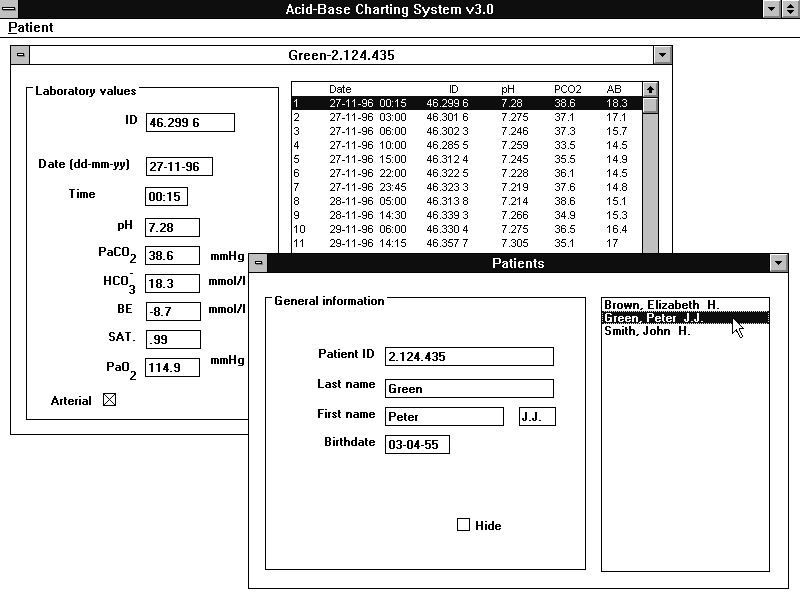 Acid-Base Charting System v3.0
Patient
Green-2.124.435
Laboratory values
ID 46.299 6
Date (dd-mm-yy) 27-11-96
Time 00:15
pH 7.28
PaCO2 38.6 mmHg
HCO3- 18.3 mmol/l
BE -8.7 mmol/l
SAT. .99
PaO2 114.9 mmHg
Arterial
Date ID pH PCO2 AB
1 27-11-96 00:15 46.299 6 7.28 38.6 18.3
2 27-11-96 03:00 46.301 6 7.275 37.1 17.1
3 27-11-96 06:00 46.302 3 7.246 37.3 15.7
4 27-11-96 10:00 46.285 5 7.259 33.5 14.5
5 27-11-96 15:00 46.312 4 7.245 35.5 14.9
6 27-11-96 22:00 46.322 5 7.228 36.1 14.5
7 27-11-96 23:45 46.323 3 7.219 37.6 14.8
8 28-11-96 05:00 46.313 8 7.214 38.6 15.1
9 28-11-96 14:30 46.339 3 7.266 34.9 15.3
10 29-11-96 06:00 46.330 4 7.275 36.5 16.4
11 29-11-96 14:15 46.357 7 7.305 35.1 17
Patients
General information
Patient ID 2.124.435
Last name Green
First name Peter J.J.
Birthdate 03-04-55
Hide
Brown, Elizabeth H.
Green, Peter J.J.
Smith, John H.